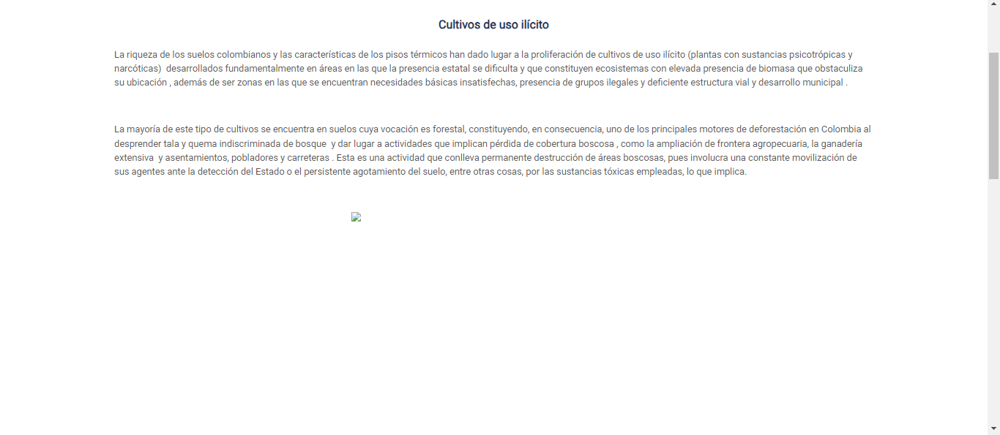 Cultivos de uso ilícito
La riqueza de los suelos colombianos y las características de los pisos térmicos han dado lugar a la proliferación de cultivos de uso ilícito (plantas con sustancias psicotrópicas y
narcóticas)  desarrollados fundamentalmente en áreas en las que la presencia estatal se dificulta y que constituyen ecosistemas con elevada presencia de biomasa que obstaculiza
su ubicación , además de ser zonas en las que se encuentran necesidades básicas insatisfechas, presencia de grupos ilegales y deficiente estructura vial y desarrollo municipal .
La mayoría de este tipo de cultivos se encuentra en suelos cuya vocación es forestal, constituyendo, en consecuencia, uno de los principales motores de deforestación en Colombia al
desprender tala y quema indiscriminada de bosque  y dar lugar a actividades que implican pérdida de cobertura boscosa , como la ampliación de frontera agropecuaria, la ganadería
extensiva  y asentamientos, pobladores y carreteras . Esta es una actividad que conlleva permanente destrucción de áreas boscosas, pues involucra una constante movilización de
sus agentes ante la detección del Estado o el persistente agotamiento del suelo, entre otras cosas, por las sustancias tóxicas empleadas, lo que implica.